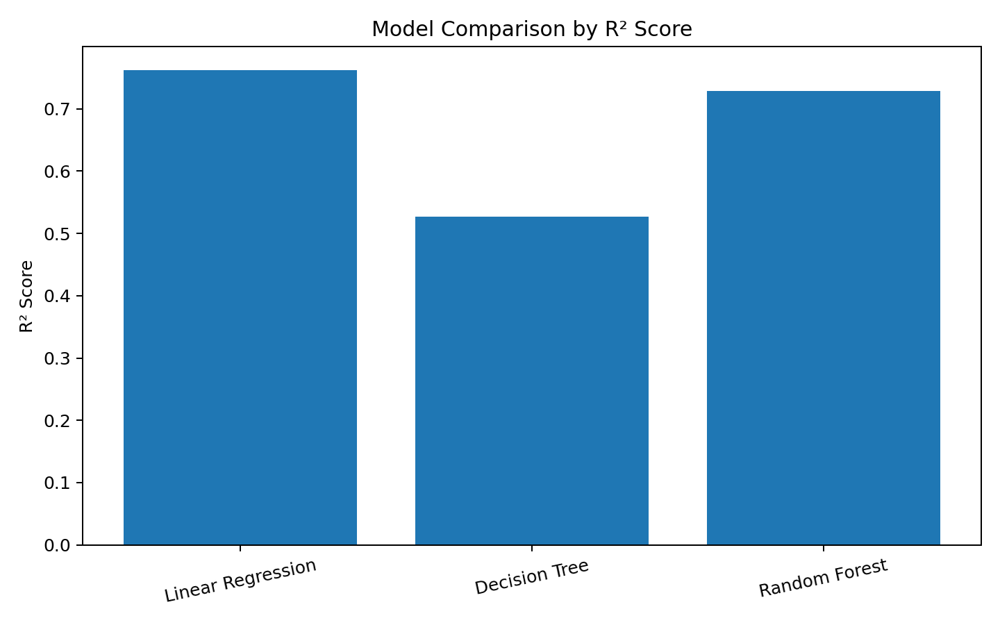 Model Comparison by R² Score
R² Score
0.7
0.6
0.5
0.4
0.3
0.2
0.1
0.0
Linear Regression
Decision Tree
Random Forest